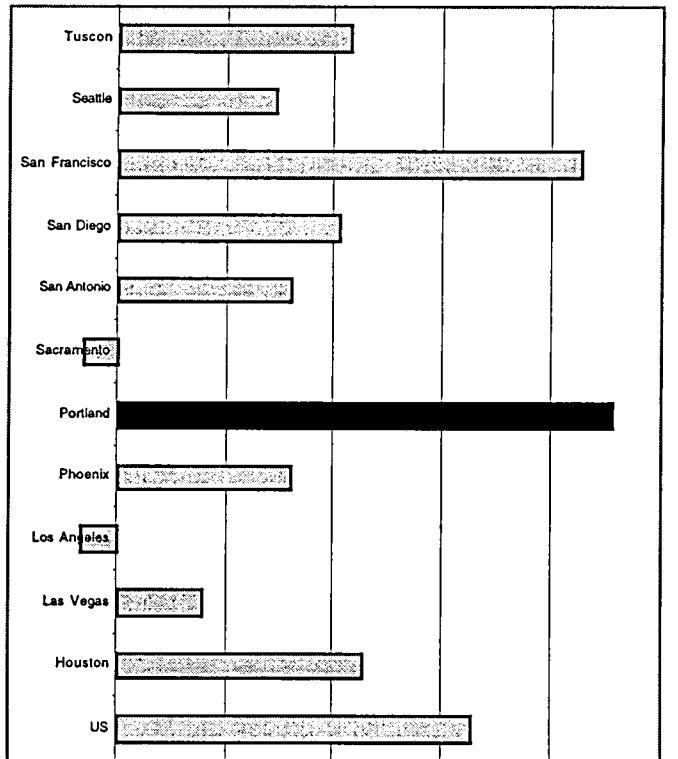 Tuscon
Seattle
San Francisco
San Diego
San Antonio
Sacramento
Portland
Phoenix
Los Angeles
Las Vegas
Houston
US